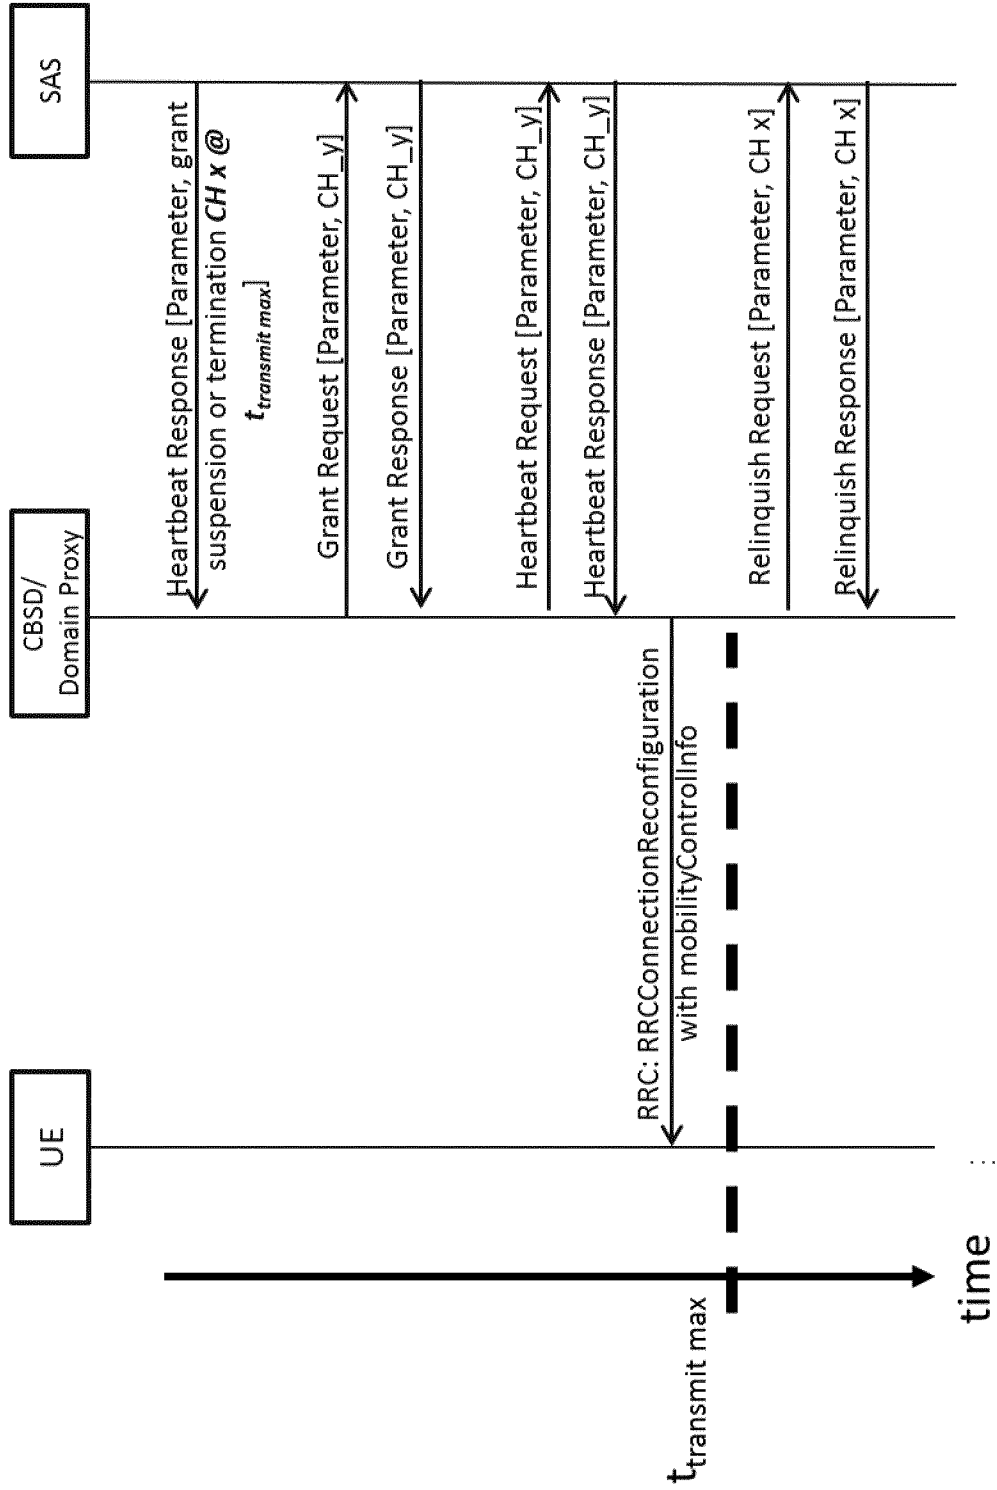 UE
CBSD/
Domain Proxy
SAS
Heartbeat Response [Parameter, grant
suspension or termination CH x @
t transmit max]
Grant Request [Parameter, CH_y]
Grant Response [Parameter, CH_y]
Heartbeat Request [Parameter, CH_y]
Heartbeat Response [Parameter, CH_y]
RRC: RRCConnectionReconfiguration
with mobilityControlInfo
t transmit max
Relinquish Request [Parameter, CH x]
Relinquish Response [Parameter, CH x]
time
...